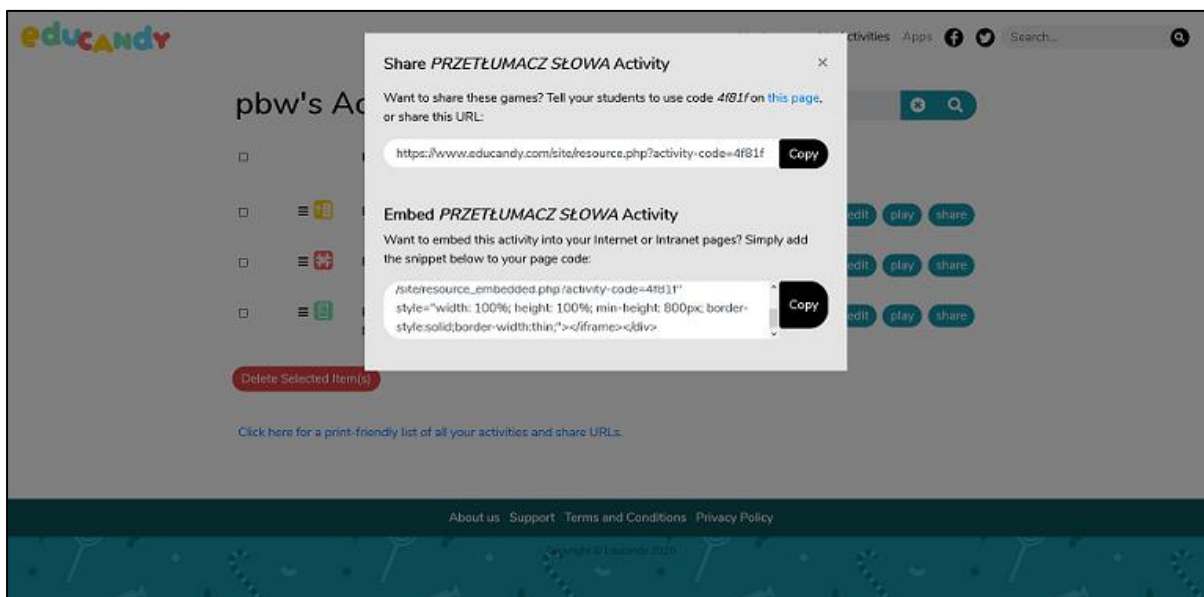 educandy
ctivities Apps Search...
Share PRZETŁUMACZ SŁOWA Activity ×
pbw's Ac
Want to share these games? Tell your students to use code 4f81f on this page,
or share this URL:
https://www.educandy.com/site/resource.php?activity-code=4f81f Copy
Embed PRZETŁUMACZ SŁOWA Activity
edit play share
Want to embed this activity into your Internet or Intranet pages? Simply add
the snippet below to your page code:
edit play share
/site/resource_embedded.php?activity-code=4f81f"
style="width: 100%; height: 100%; min-height: 800px; border-
style:solid;border-width:thin;"></iframe></div>
Copy
edit play share
Delete Selected Item(s)
Click here for a print-friendly list of all your activities and share URLs.
About us Support Terms and Conditions Privacy Policy
Copyright © Educandy 2020